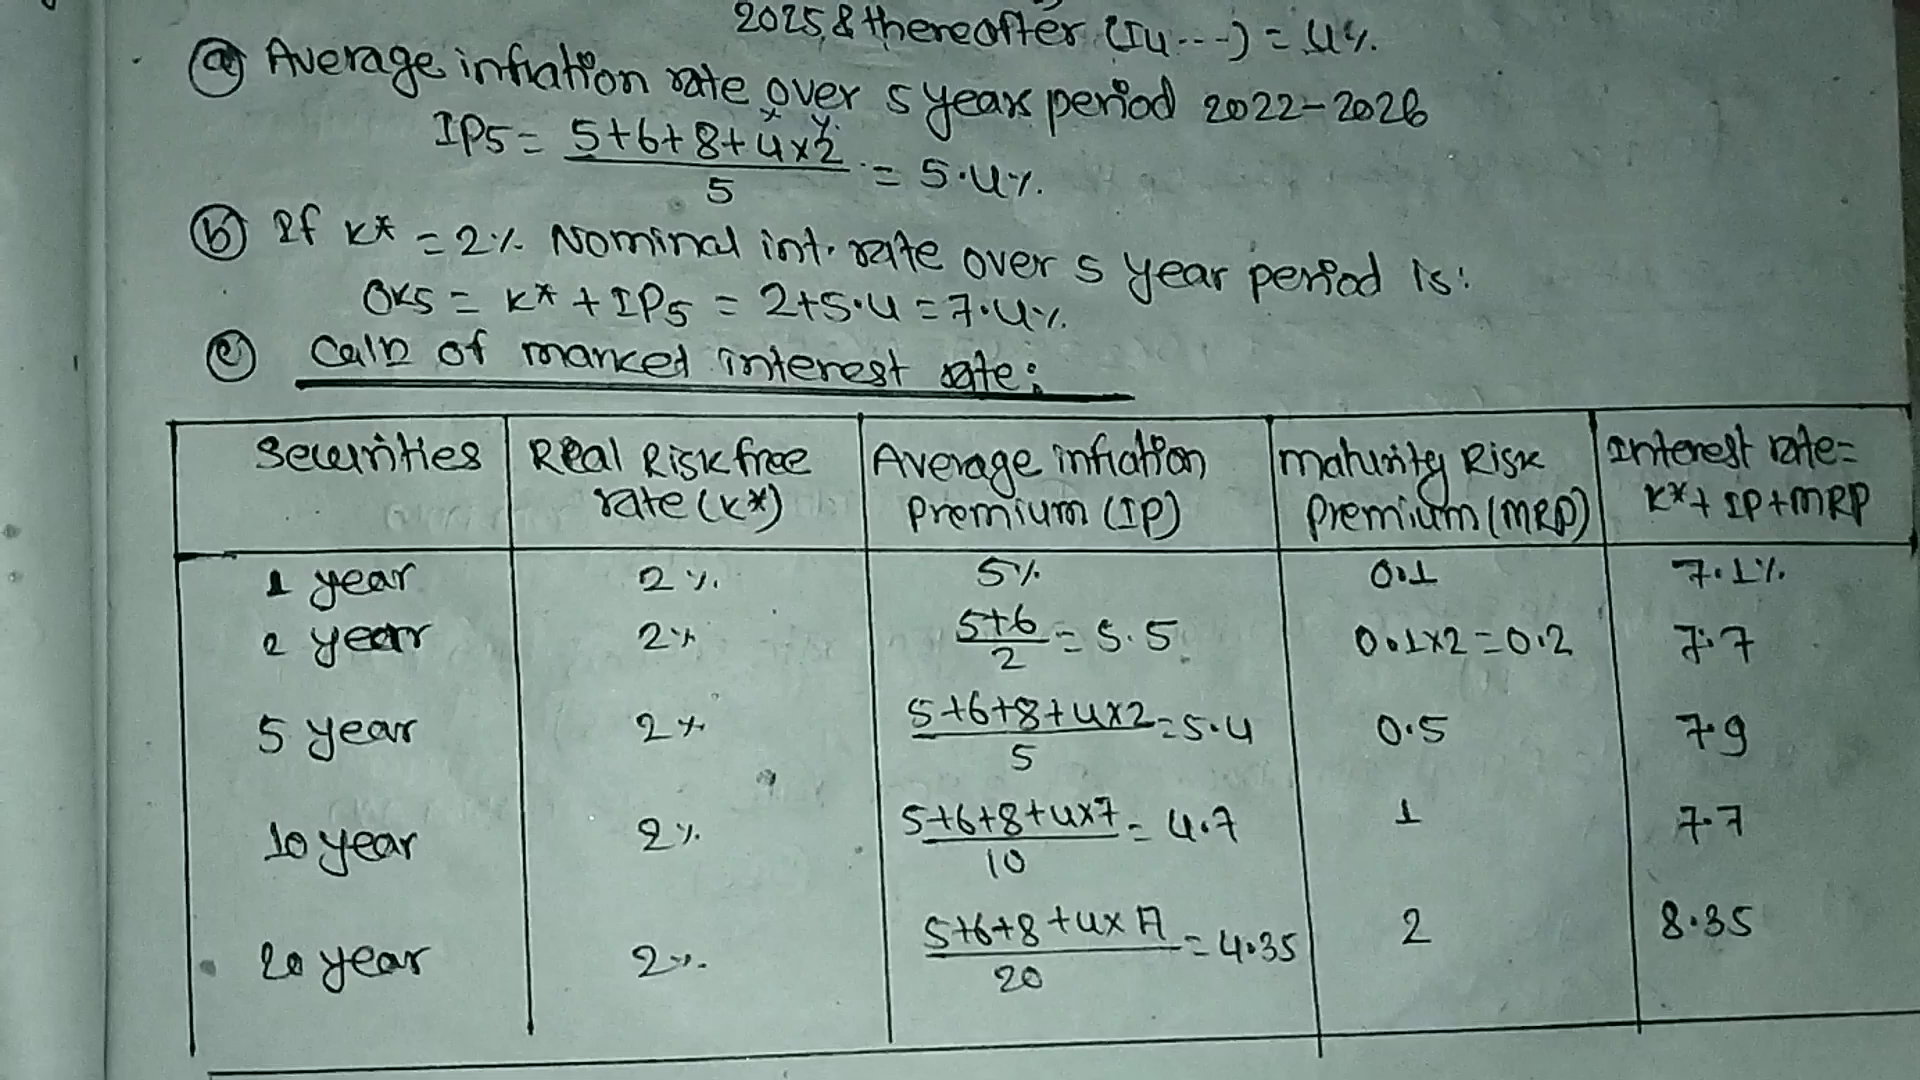 2025 & thereafter (I4 ---) = 4%.
(a) Average inflation rate over 5 years period 2022-2026
IP5 = 5+6+8+4x2 / 5 = 5.4%.
(b) If K* = 2% Nominal int. rate over 5 year period is:
OK5 = K* + IP5 = 2+5.4 = 7.4%.
(c) Caln of market interest rate:
Securities | Real Risk free rate (K*) | Average inflation Premium (IP) | maturity Risk Premium (MRP) | Interest rate = K*+ IP+MRP
1 year | 2%. | 5%. | 0.1 | 7.1%.
2 year | 2% | 5+6 / 2 = 5.5 | 0.1x2 = 0.2 | 7.7
5 year | 2% | 5+6+8+4x2 / 5 = 5.4 | 0.5 | 7.9
10 year | 2%. | 5+6+8+4x7 / 10 = 4.7 | 1 | 7.7
20 year | 2%. | 5+6+8+4x17 / 20 = 4.35 | 2 | 8.35